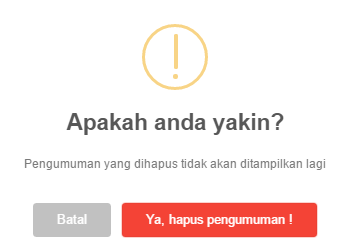 Apakah anda yakin?
Pengumuman yang dihapus tidak akan ditampilkan lagi
Batal
Ya, hapus pengumuman !